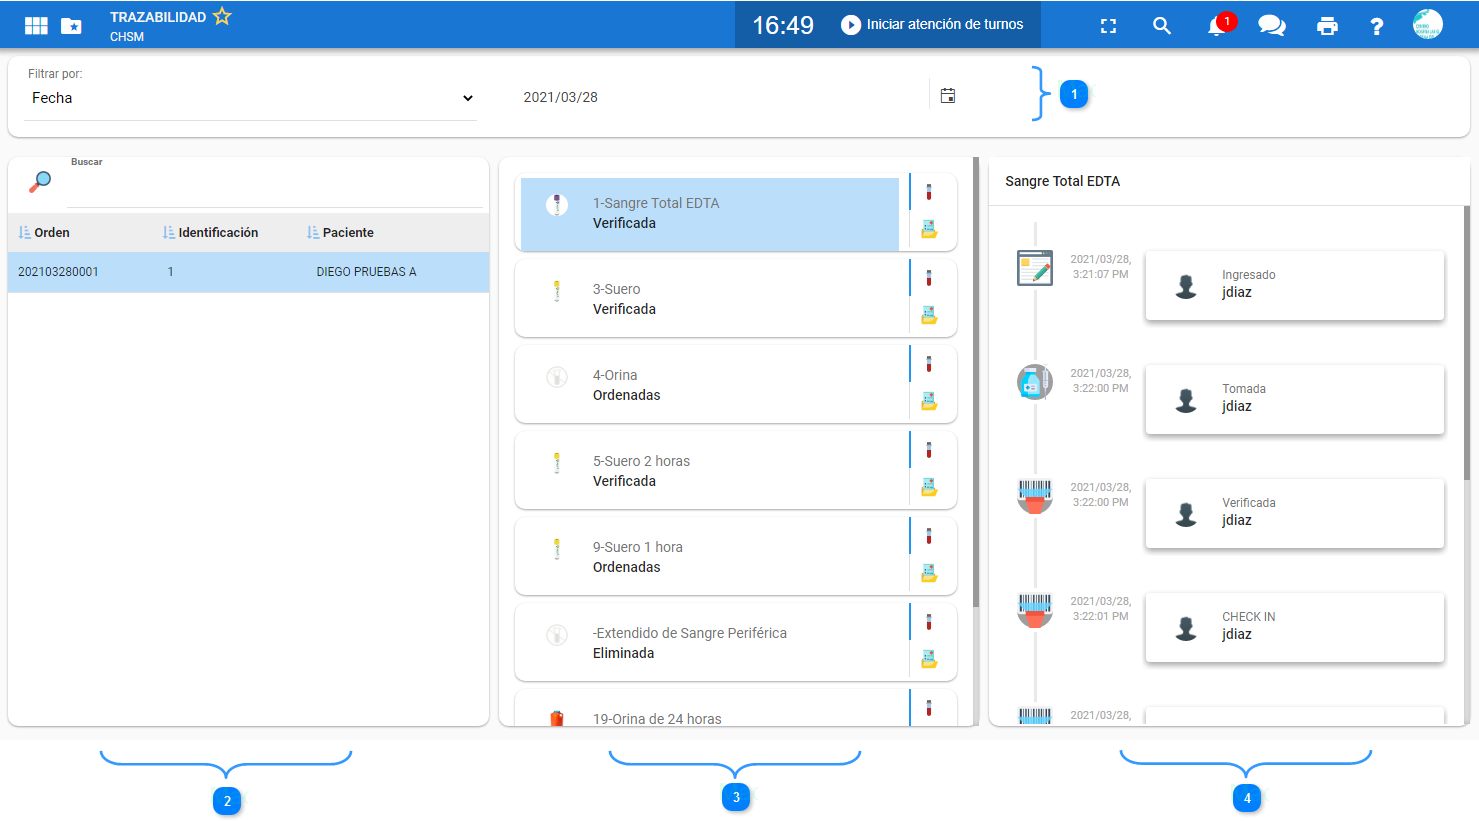 TRAZABILIDAD
CHSM
16:49
Iniciar atención de turnos
1
Filtrar por:
Fecha
2021/03/28
1
Buscar
Orden
Identificación
Paciente
202103280001
1
DIEGO PRUEBAS A
1-Sangre Total EDTA
Verificada
3-Suero
Verificada
4-Orina
Ordenadas
5-Suero 2 horas
Verificada
9-Suero 1 hora
Ordenadas
-Extendido de Sangre Periférica
Eliminada
19-Orina de 24 horas
Sangre Total EDTA
2021/03/28,
3:21:07 PM
Ingresado
jdiaz
2021/03/28,
3:22:00 PM
Tomada
jdiaz
2021/03/28,
3:22:00 PM
Verificada
jdiaz
2021/03/28,
3:22:01 PM
CHECK IN
jdiaz
2021/03/28,
2
3
4